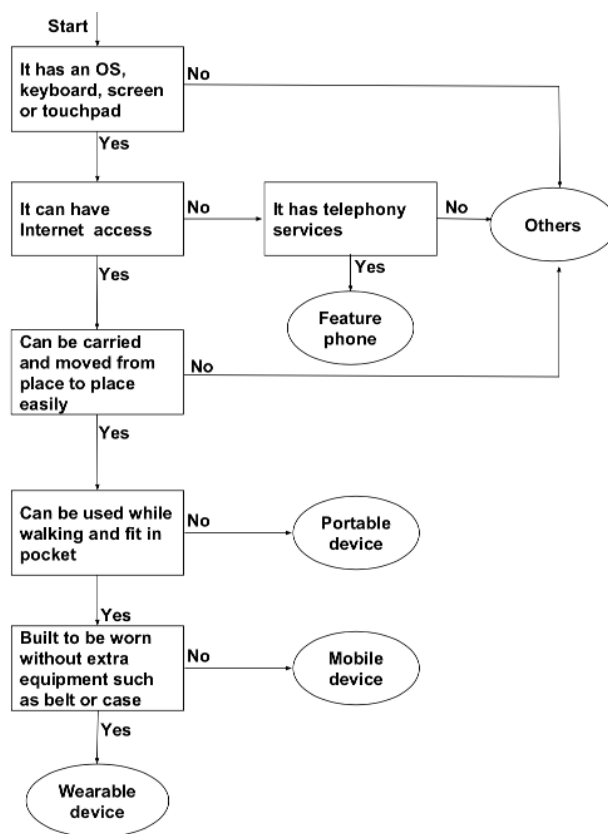 Start
It has an OS,
keyboard, screen
or touchpad
No
Yes
It can have
Internet access
No
It has telephony
services
No
Others
Yes
Yes
Feature
phone
Can be carried
and moved from
place to place
easily
No
Yes
Can be used while
walking and fit in
pocket
No
Portable
device
Yes
Built to be worn
without extra
equipment such
as belt or case
No
Mobile
device
Yes
Wearable
device